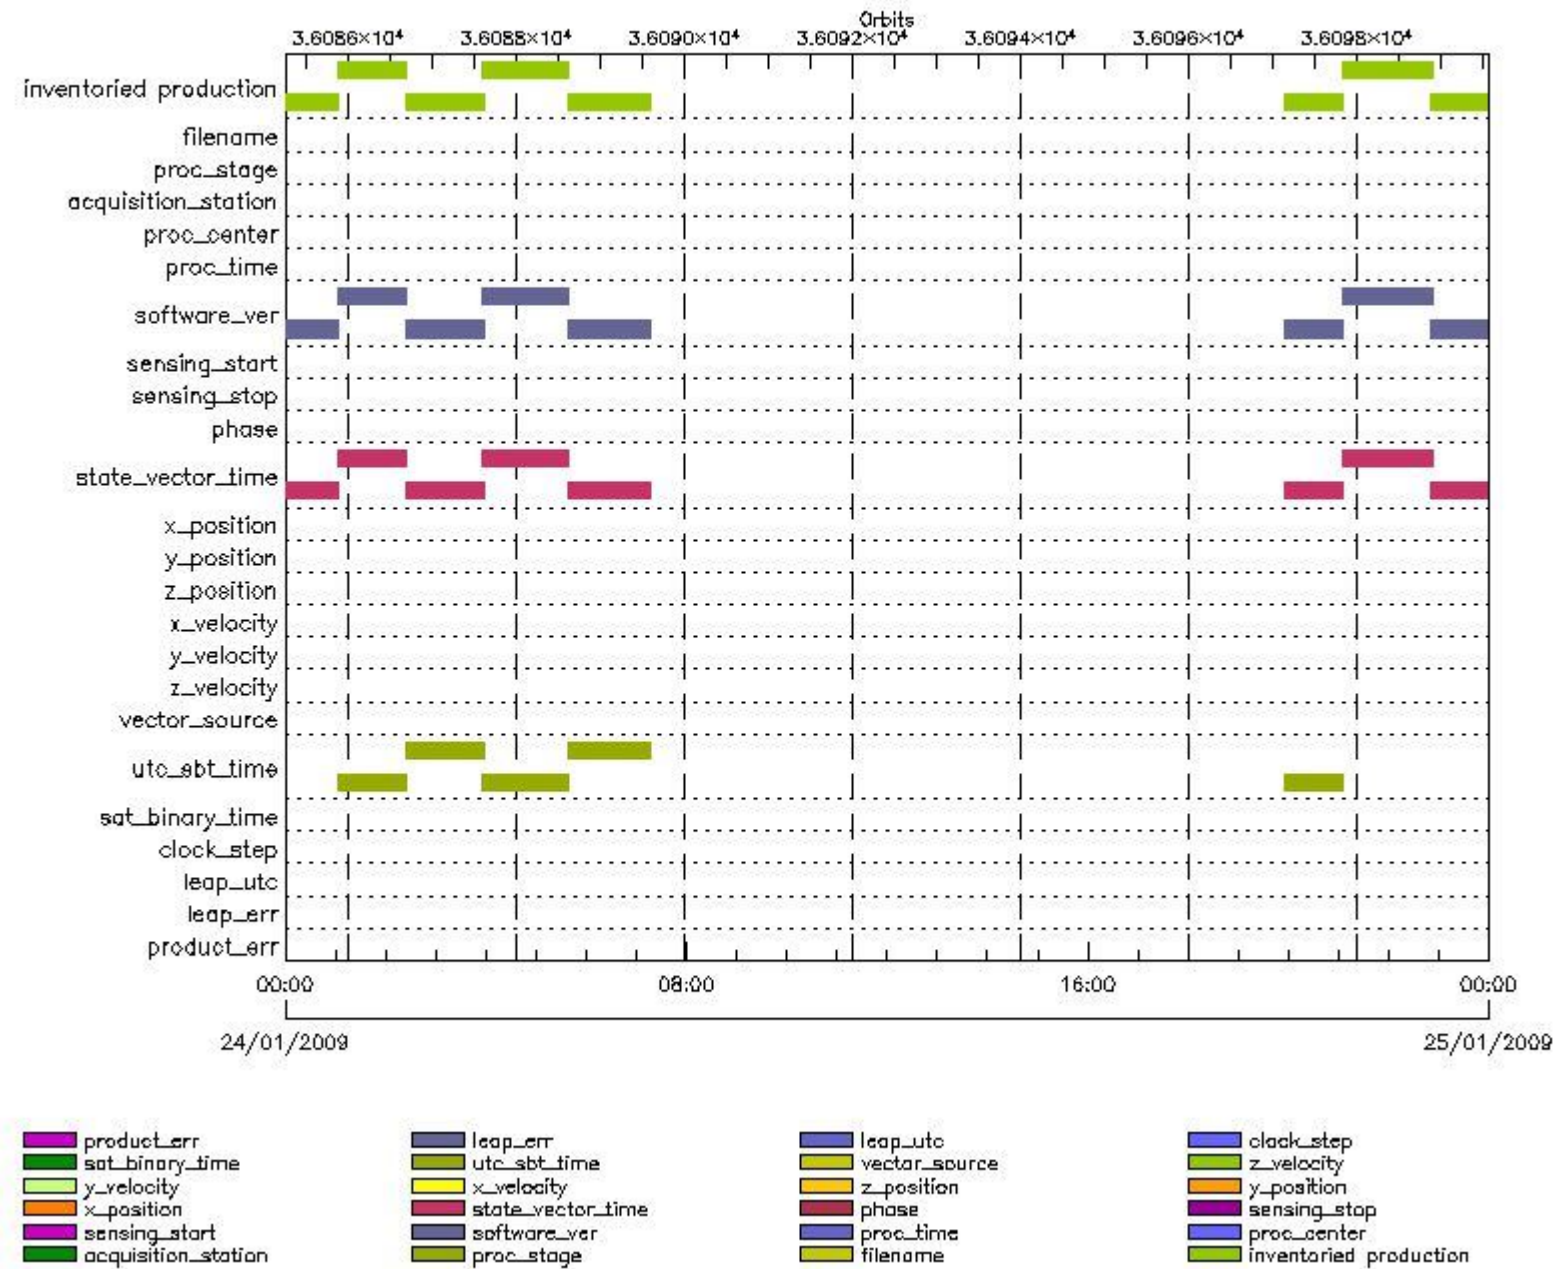 Orbits
3.6086×10⁴ 3.6088×10⁴ 3.6090×10⁴ 3.6092×10⁴ 3.6094×10⁴ 3.6096×10⁴ 3.6098×10⁴
inventoried production
filename
proc_stage
acquisition_station
proc_center
proc_time
software_ver
sensing_start
sensing_stop
phase
state_vector_time
x_position
y_position
z_position
x_velocity
y_velocity
z_velocity
vector_source
utc_sbt_time
sat_binary_time
clock_step
leap_utc
leap_err
product_err
00:00 08:00 16:00 00:00
24/01/2009 25/01/2009
product_err leap_err leap_utc clock_step
sat_binary_time utc_sbt_time vector_source z_velocity
y_velocity x_velocity z_position y_position
x_position state_vector_time phase sensing_stop
sensing_start software_ver proc_time proc_center
acquisition_station proc_stage filename inventoried production